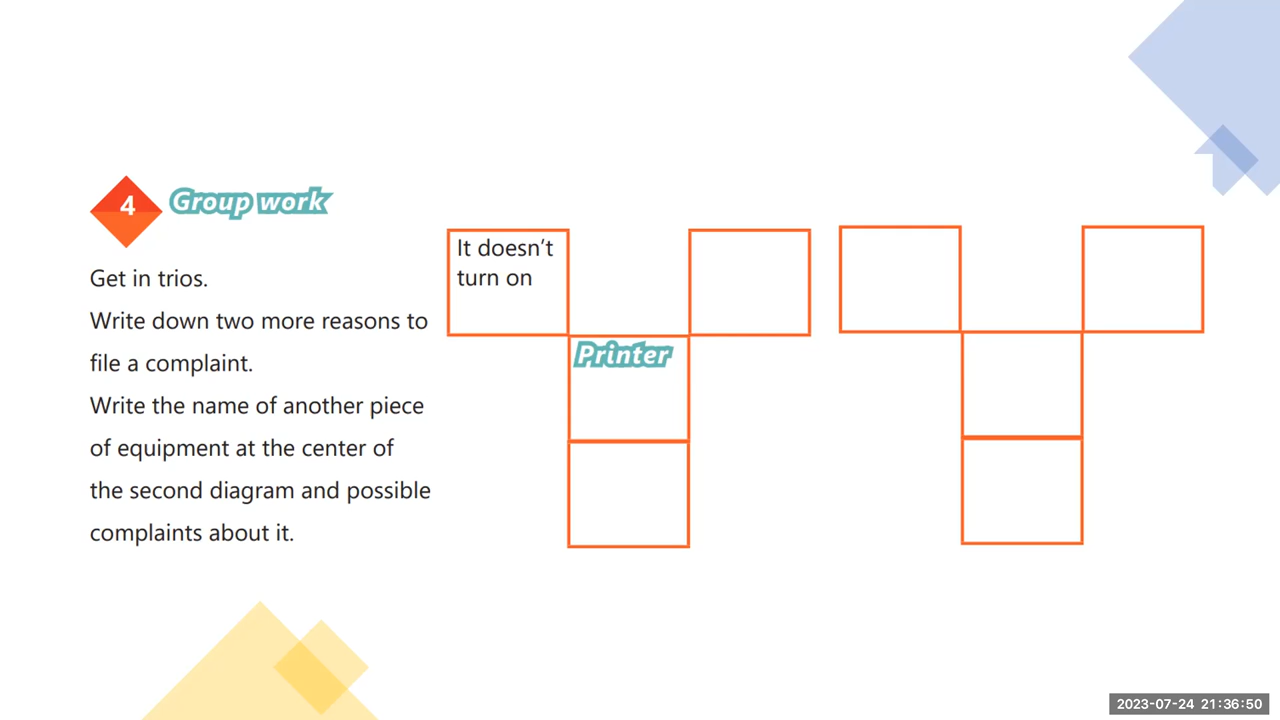 4
Group work
Get in trios.
Write down two more reasons to
file a complaint.
Write the name of another piece
of equipment at the center of
the second diagram and possible
complaints about it.
It doesn’t
turn on
Printer
2023-07-24 21:36:50